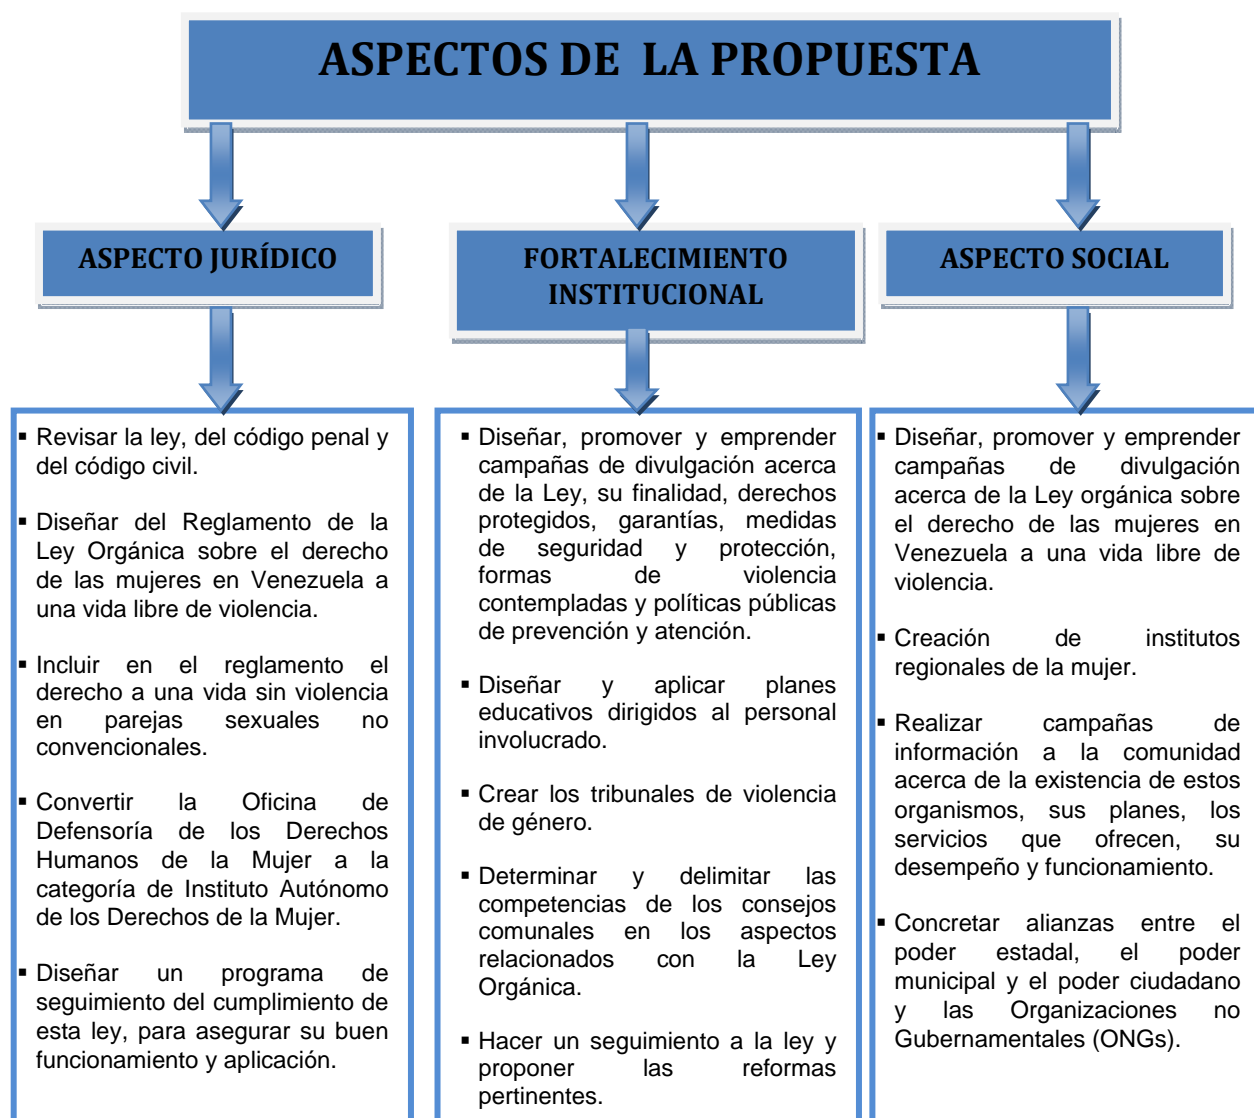 ASPECTOS DE LA PROPUESTA
ASPECTO JURÍDICO
▪ Revisar la ley, del código penal y
del código civil.
▪ Diseñar del Reglamento de la
Ley Orgánica sobre el derecho
de las mujeres en Venezuela a
una vida libre de violencia.
▪ Incluir en el reglamento el
derecho a una vida sin violencia
en parejas sexuales no
convencionales.
▪ Convertir la Oficina de
Defensoría de los Derechos
Humanos de la Mujer a la
categoría de Instituto Autónomo
de los Derechos de la Mujer.
▪ Diseñar un programa de
seguimiento del cumplimiento de
esta ley, para asegurar su buen
funcionamiento y aplicación.
FORTALECIMIENTO
INSTITUCIONAL
▪ Diseñar, promover y emprender
campañas de divulgación acerca
de la Ley, su finalidad, derechos
protegidos, garantías, medidas
de seguridad y protección,
formas de violencia
contempladas y políticas públicas
de prevención y atención.
▪ Diseñar y aplicar planes
educativos dirigidos al personal
involucrado.
▪ Crear los tribunales de violencia
de género.
▪ Determinar y delimitar las
competencias de los consejos
comunales en los aspectos
relacionados con la Ley
Orgánica.
▪ Hacer un seguimiento a la ley y
proponer las reformas
pertinentes.
ASPECTO SOCIAL
▪ Diseñar, promover y emprender
campañas de divulgación
acerca de la Ley orgánica sobre
el derecho de las mujeres en
Venezuela a una vida libre de
violencia.
▪ Creación de institutos
regionales de la mujer.
▪ Realizar campañas de
información a la comunidad
acerca de la existencia de estos
organismos, sus planes, los
servicios que ofrecen, su
desempeño y funcionamiento.
▪ Concretar alianzas entre el
poder estadal, el poder
municipal y el poder ciudadano
y las Organizaciones no
Gubernamentales (ONGs).